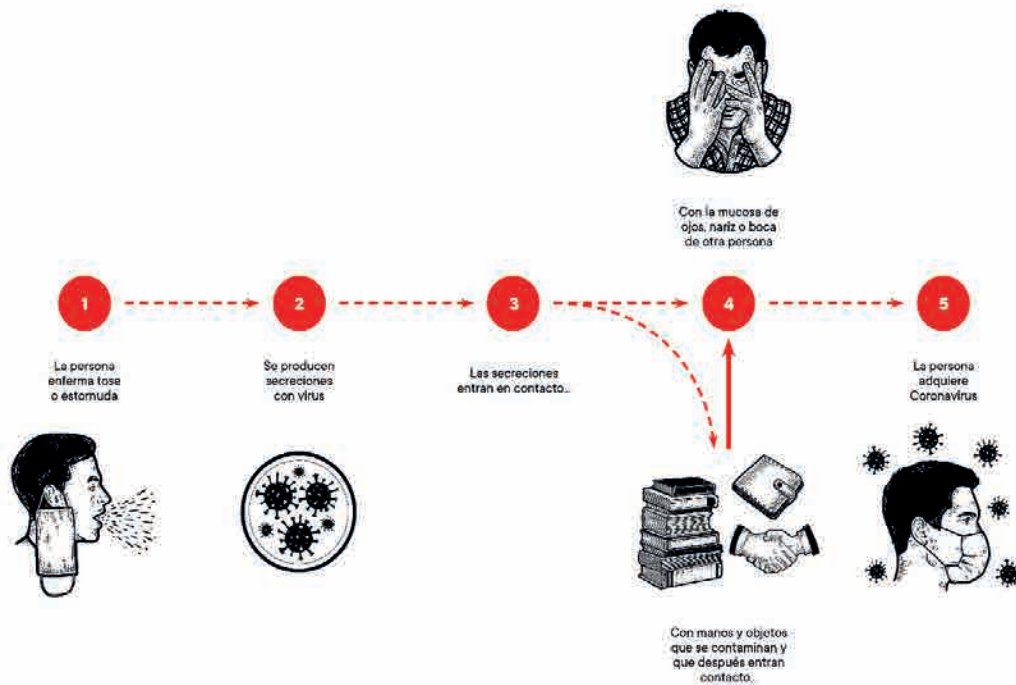 Con la mucosa de
ojos, nariz o boca
de otra persona
1
2
3
4
5
La persona
enferma tose
o estornuda
Se producen
secreciones
con virus
Las secreciones
entran en contacto...
La persona
adquiere
Coronavirus
Con manos y objetos
que se contaminan y
que después entran
contacto...